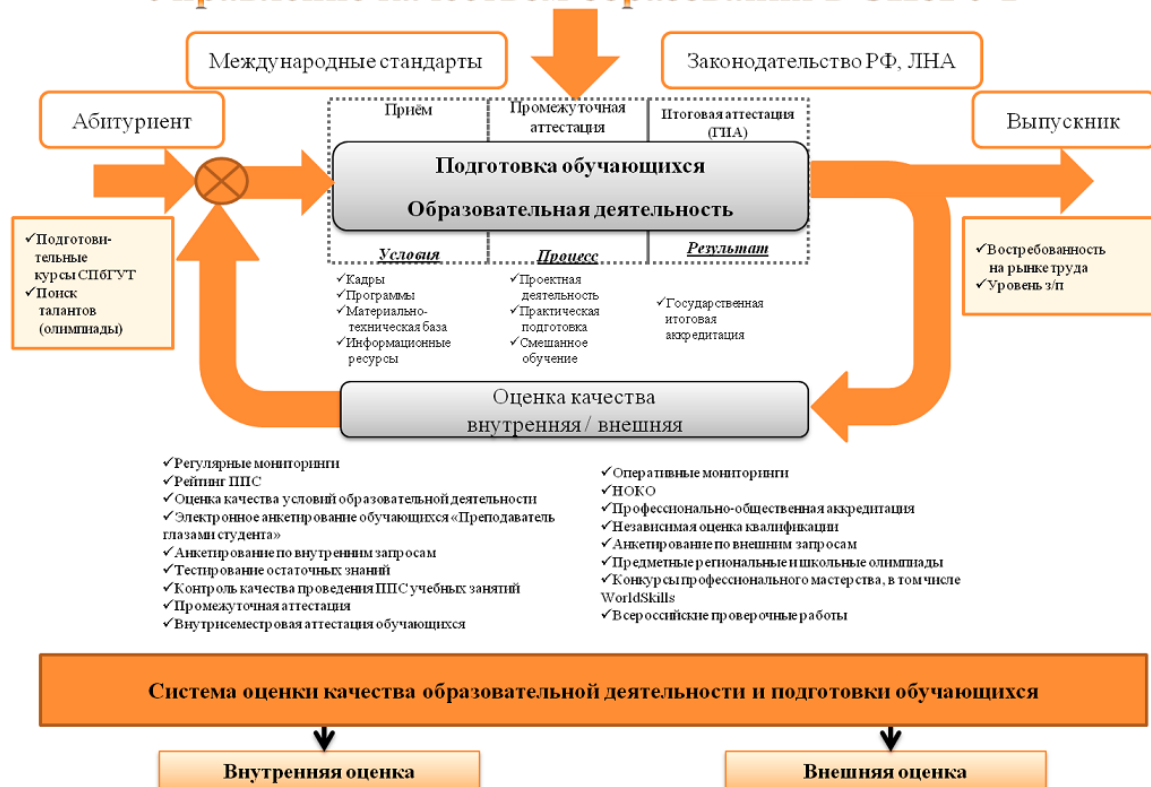 Управление качеством образования
Международные стандарты
Законодательство РФ, ЛНА
Абитуриент
Выпускник
Приём
Промежуточная
аттестация
Итоговая аттестация
(ГИА)
Подготовка обучающихся
Образовательная деятельность
Условия
Процесс
Результат
✓Подготови-
тельные
курсы СПбГУТ
✓Поиск
талантов
(олимпиады)
✓Кадры
✓Программы
✓Материально-
техническая база
✓Информационные
ресурсы
✓Проектная
деятельность
✓Практическая
подготовка
✓Смешанное
обучение
✓Государственная
итоговая
аккредитация
✓Востребованность
на рынке труда
✓Уровень з/п
Оценка качества
внутренняя / внешняя
✓Регулярные мониторинги
✓Рейтинг ППС
✓Оценка качества условий образовательной деятельности
✓Электронное анкетирование обучающихся «Преподаватель
глазами студента»
✓Анкетирование по внутренним запросам
✓Тестирование остаточных знаний
✓Контроль качества проведения ППС учебных занятий
✓Промежуточная аттестация
✓Внутрисеместровая аттестация обучающихся
✓Оперативные мониторинги
✓НОКО
✓Профессионально-общественная аккредитация
✓Независимая оценка квалификации
✓Анкетирование по внешним запросам
✓Предметные региональные и школьные олимпиады
✓Конкурсы профессионального мастерства, в том числе
WorldSkills
✓Всероссийские проверочные работы
Система оценки качества образовательной деятельности и подготовки обучающихся
Внутренняя оценка
Внешняя оценка